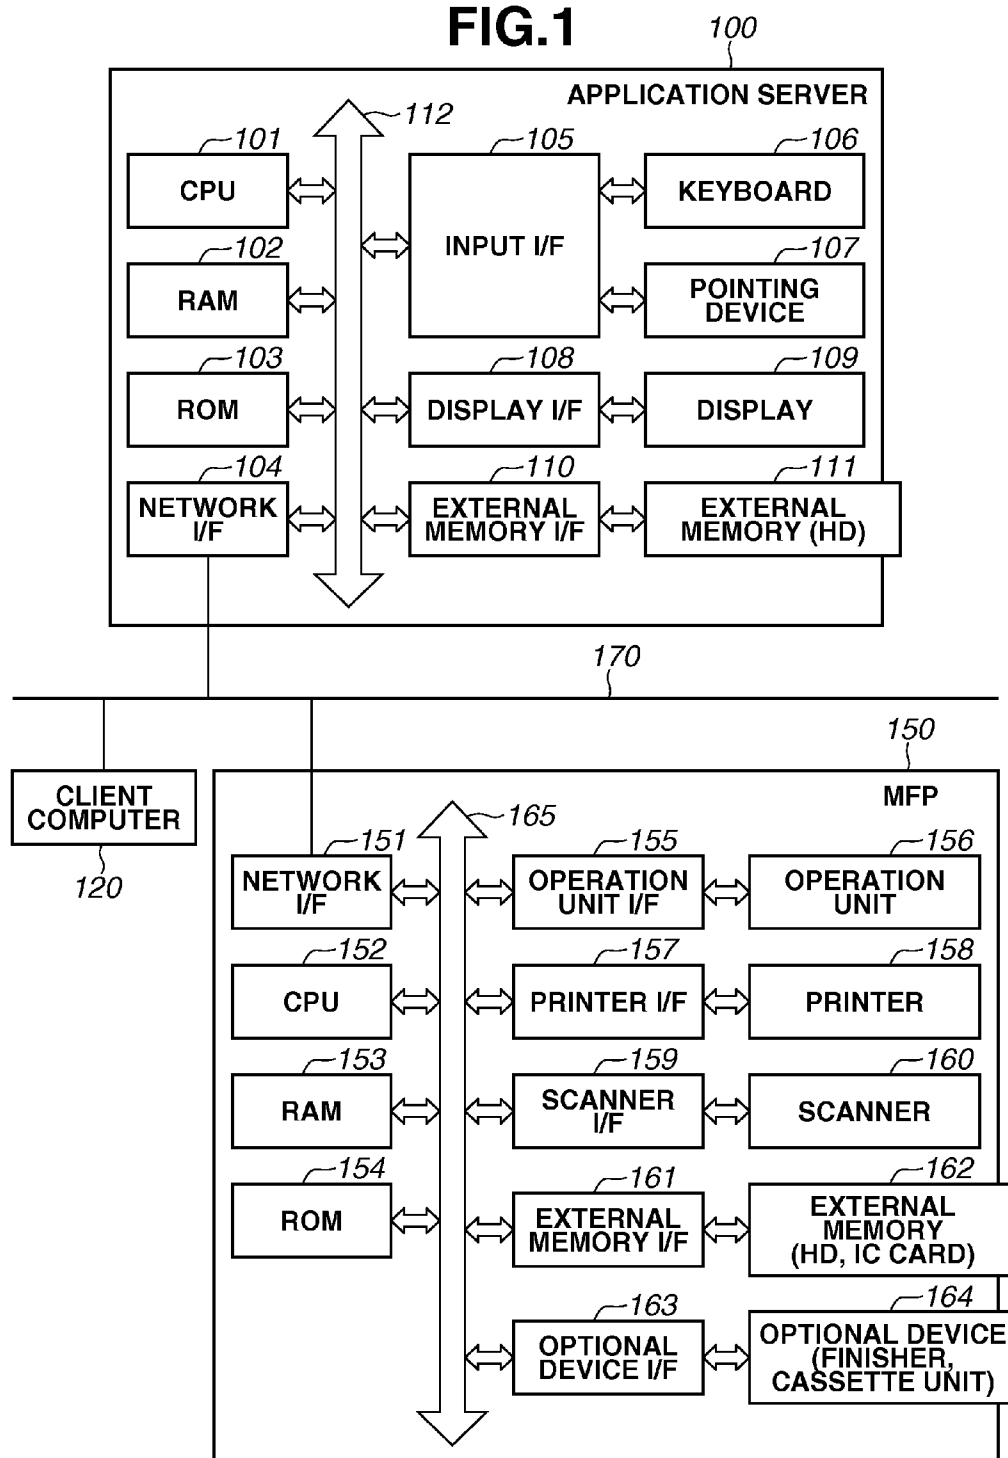 FIG.1
100
APPLICATION SERVER
112
101
CPU
105
INPUT I/F
106
KEYBOARD
102
RAM
107
POINTING
DEVICE
103
ROM
108
DISPLAY I/F
109
DISPLAY
104
NETWORK
I/F
110
EXTERNAL
MEMORY I/F
111
EXTERNAL
MEMORY (HD)
170
CLIENT
COMPUTER
120
150
MFP
165
151
NETWORK
I/F
155
OPERATION
UNIT I/F
156
OPERATION
UNIT
152
CPU
157
PRINTER I/F
158
PRINTER
153
RAM
159
SCANNER
I/F
160
SCANNER
154
ROM
161
EXTERNAL
MEMORY I/F
162
EXTERNAL
MEMORY
(HD, IC CARD)
163
OPTIONAL
DEVICE I/F
164
OPTIONAL DEVICE
(FINISHER,
CASSETTE UNIT)